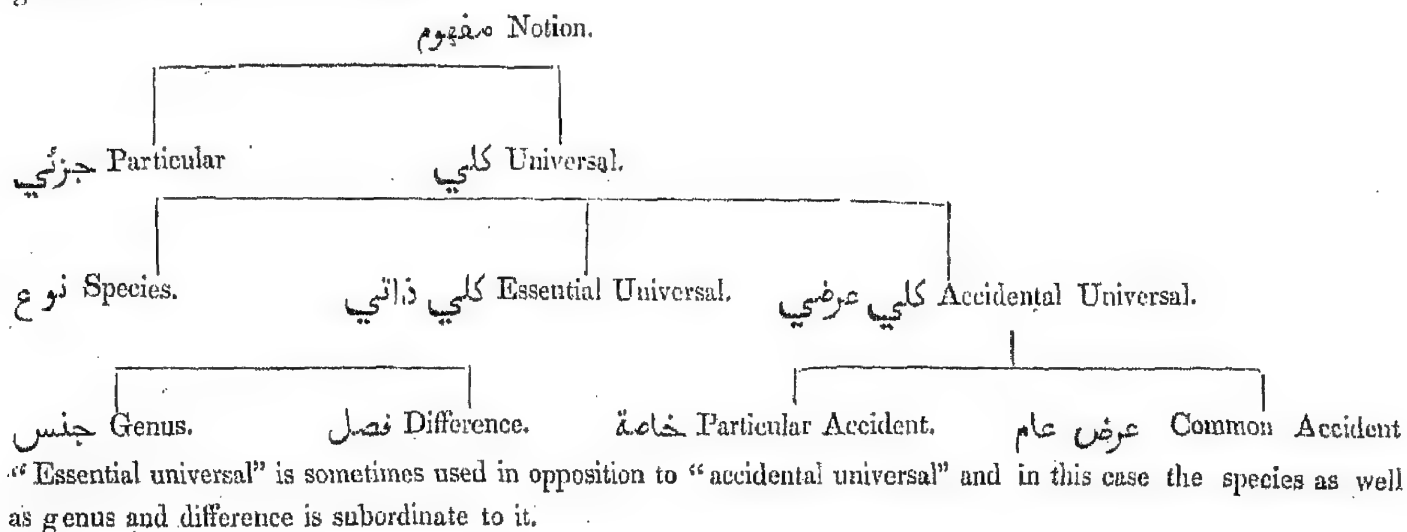 مفهوم Notion.
جزئي Particular كلي Universal.
نوع Species. كلي ذاتي Essential Universal. كلي عرضي Accidental Universal.
جنس Genus. فصل Difference. خاصة Particular Accident. عرض عام Common Accident
“Essential universal” is sometimes used in opposition to “accidental universal” and in this case the species as well
as genus and difference is subordinate to it.